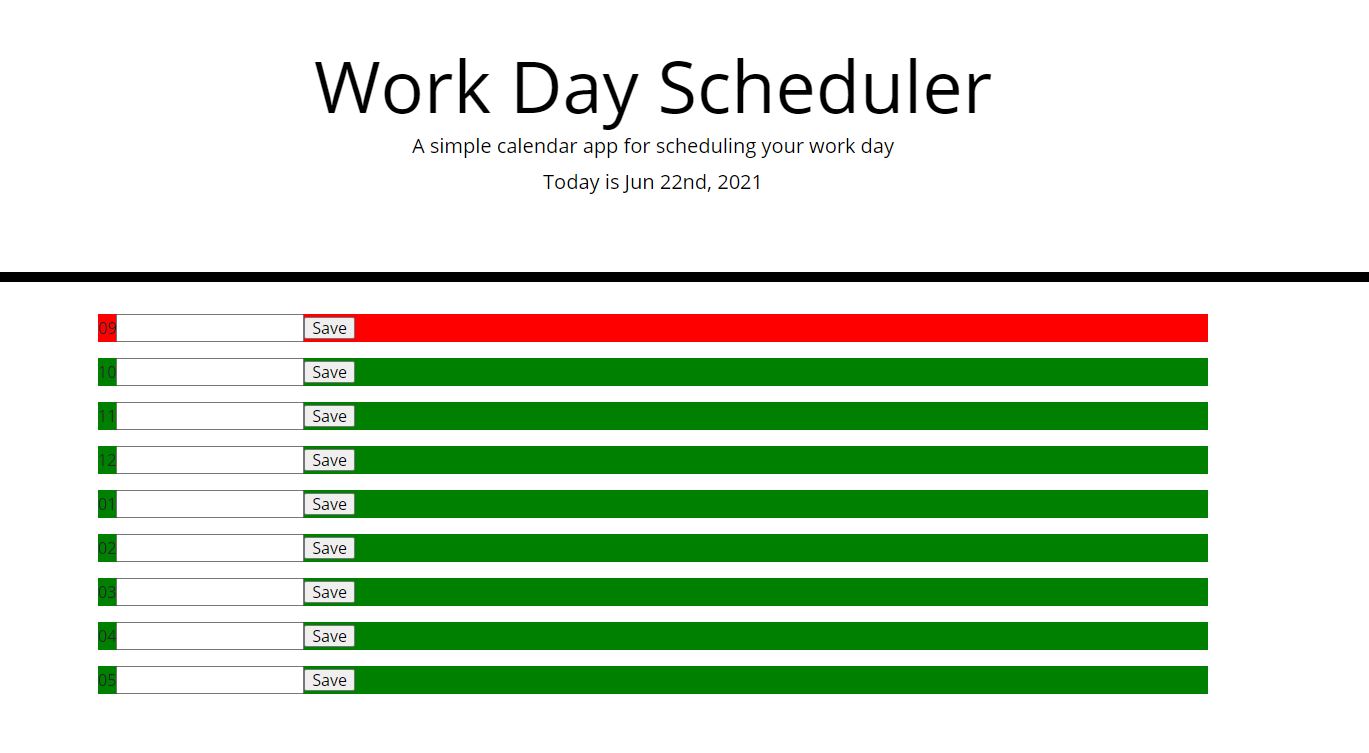 Work Day Scheduler
A simple calendar app for scheduling your work day
Today is Jun 22nd, 2021
09 Save
10 Save
11 Save
12 Save
01 Save
02 Save
03 Save
04 Save
05 Save